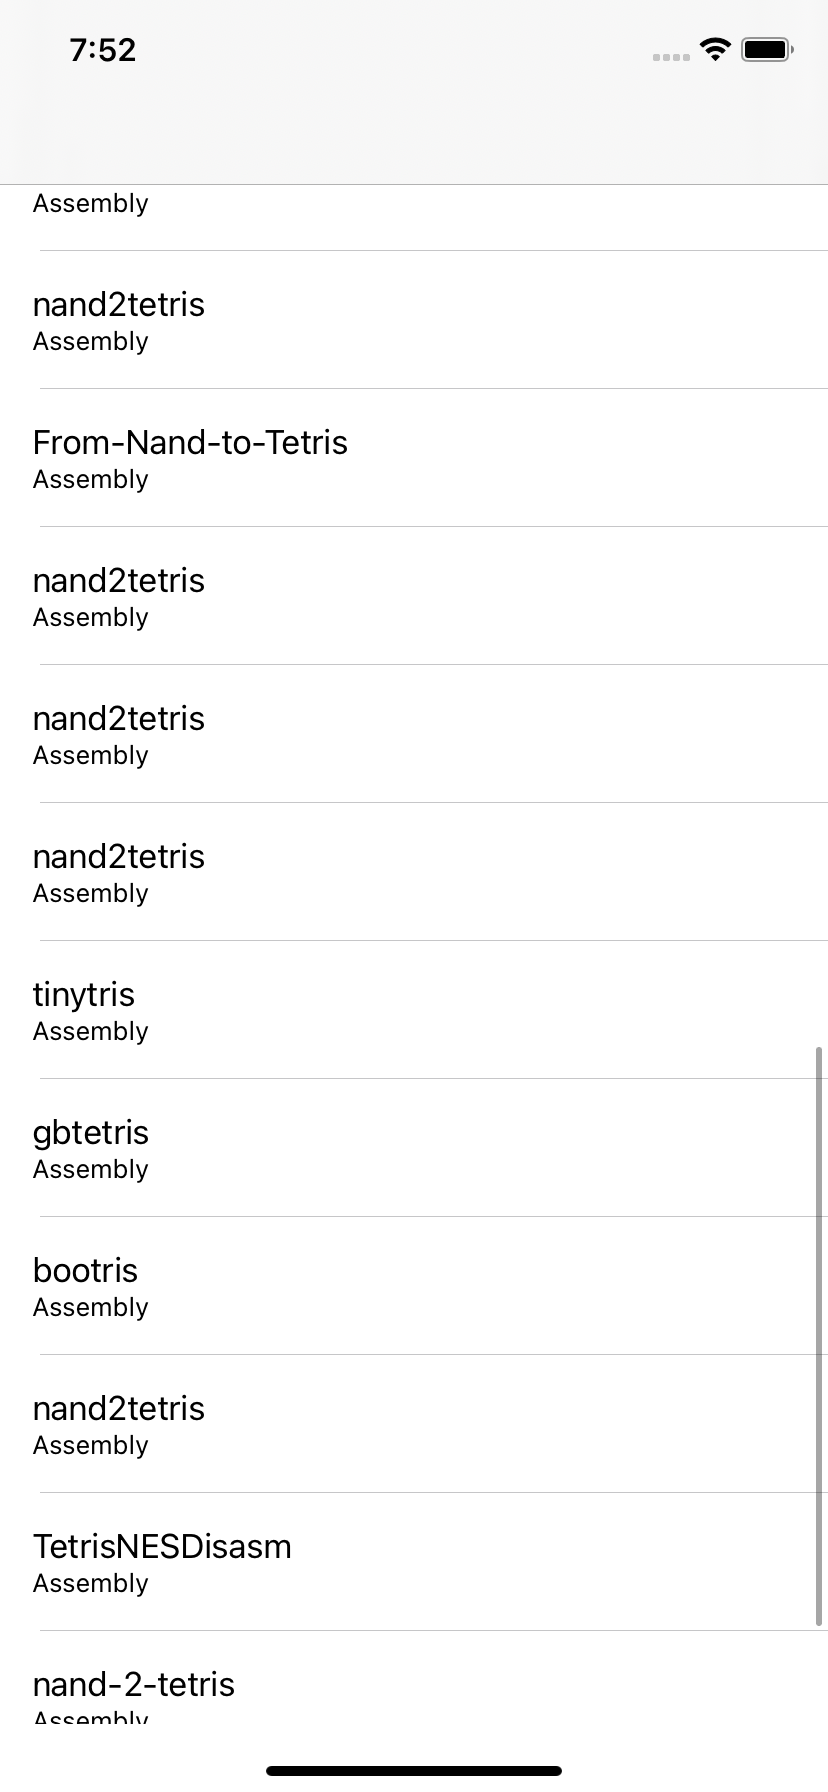 7:52
Assembly
nand2tetris
Assembly
From-Nand-to-Tetris
Assembly
nand2tetris
Assembly
nand2tetris
Assembly
nand2tetris
Assembly
tinytris
Assembly
gbtetris
Assembly
bootris
Assembly
nand2tetris
Assembly
TetrisNESDisasm
Assembly
nand-2-tetris
Assembly